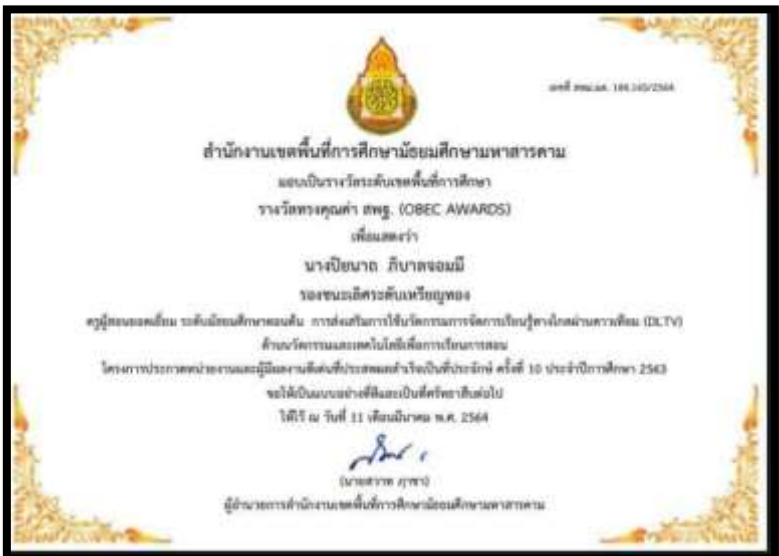 เลขที่ สพม.มค. 144.145/2564
สำนักงานเขตพื้นที่การศึกษามัธยมศึกษามหาสารคาม
มอบเป็นรางวัลระดับเขตพื้นที่การศึกษา
รางวัลทรงคุณค่า สพฐ. (OBEC AWARDS)
เพื่อแสดงว่า
นางปิยนาถ ภิบาลจอมมี
รองชนะเลิศระดับเหรียญทอง
ครูผู้สอนยอดเยี่ยม ระดับมัธยมศึกษาตอนต้น การส่งเสริมการใช้นวัตกรรมการจัดการเรียนรู้ทางไกลผ่านดาวเทียม (DLTV)
ด้านนวัตกรรมและเทคโนโลยีเพื่อการเรียนการสอน
โครงการประกวดหน่วยงานและผู้มีผลงานดีเด่นที่ประสบผลสำเร็จเป็นที่ประจักษ์ ครั้งที่ 10 ประจำปีการศึกษา 2563
ขอให้เป็นแบบอย่างที่ดีและเป็นที่ศรัทธาสืบต่อไป
ให้ไว้ ณ วันที่ 11 เดือนมีนาคม พ.ศ. 2564
ผู้อำนวยการสำนักงานเขตพื้นที่การศึกษามัธยมศึกษามหาสารคาม